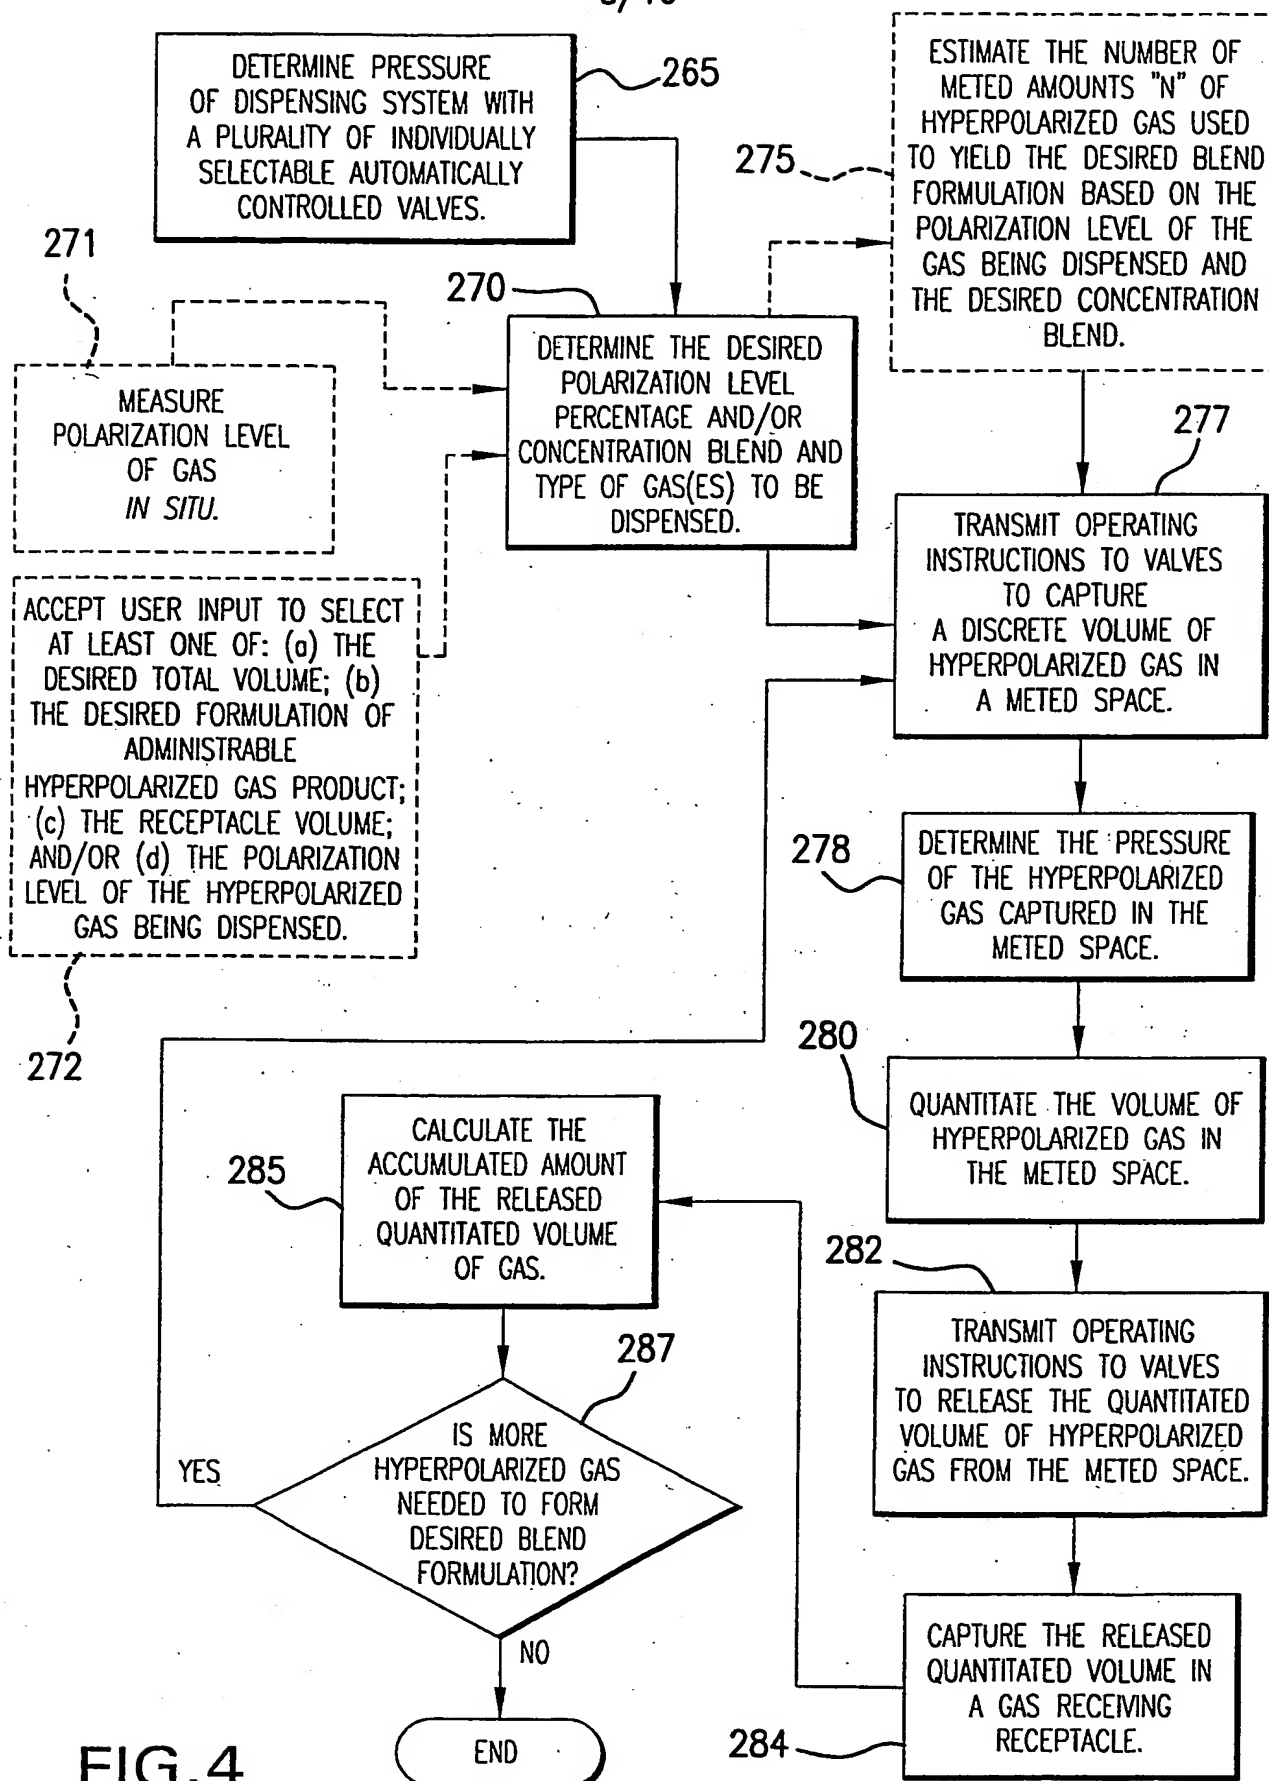 DETERMINE PRESSURE
OF DISPENSING SYSTEM WITH
A PLURALITY OF INDIVIDUALLY
SELECTABLE AUTOMATICALLY
CONTROLLED VALVES.
265
ESTIMATE THE NUMBER OF
METED AMOUNTS "N" OF
HYPERPOLARIZED GAS USED
TO YIELD THE DESIRED BLEND
FORMULATION BASED ON THE
POLARIZATION LEVEL OF THE
GAS BEING DISPENSED AND
THE DESIRED CONCENTRATION
BLEND.
275
271
MEASURE
POLARIZATION LEVEL
OF GAS
IN SITU.
270
DETERMINE THE DESIRED
POLARIZATION LEVEL
PERCENTAGE AND/OR
CONCENTRATION BLEND AND
TYPE OF GAS(ES) TO BE
DISPENSED.
ACCEPT USER INPUT TO SELECT
AT LEAST ONE OF: (a) THE
DESIRED TOTAL VOLUME; (b)
THE DESIRED FORMULATION OF
ADMINISTRABLE
HYPERPOLARIZED GAS PRODUCT;
(c) THE RECEPTACLE VOLUME;
AND/OR (d) THE POLARIZATION
LEVEL OF THE HYPERPOLARIZED
GAS BEING DISPENSED.
272
277
TRANSMIT OPERATING
INSTRUCTIONS TO VALVES
TO CAPTURE
A DISCRETE VOLUME OF
HYPERPOLARIZED GAS IN
A METED SPACE.
278
DETERMINE THE PRESSURE
OF THE HYPERPOLARIZED
GAS CAPTURED IN THE
METED SPACE.
280
QUANTITATE THE VOLUME OF
HYPERPOLARIZED GAS IN
THE METED SPACE.
282
TRANSMIT OPERATING
INSTRUCTIONS TO VALVES
TO RELEASE THE QUANTITATED
VOLUME OF HYPERPOLARIZED
GAS FROM THE METED SPACE.
284
CAPTURE THE RELEASED
QUANTITATED VOLUME IN
A GAS RECEIVING
RECEPTACLE.
285
CALCULATE THE
ACCUMULATED AMOUNT
OF THE RELEASED
QUANTITATED VOLUME
OF GAS.
287
IS MORE
HYPERPOLARIZED GAS
NEEDED TO FORM
DESIRED BLEND
FORMULATION?
YES
NO
END
FIG.4